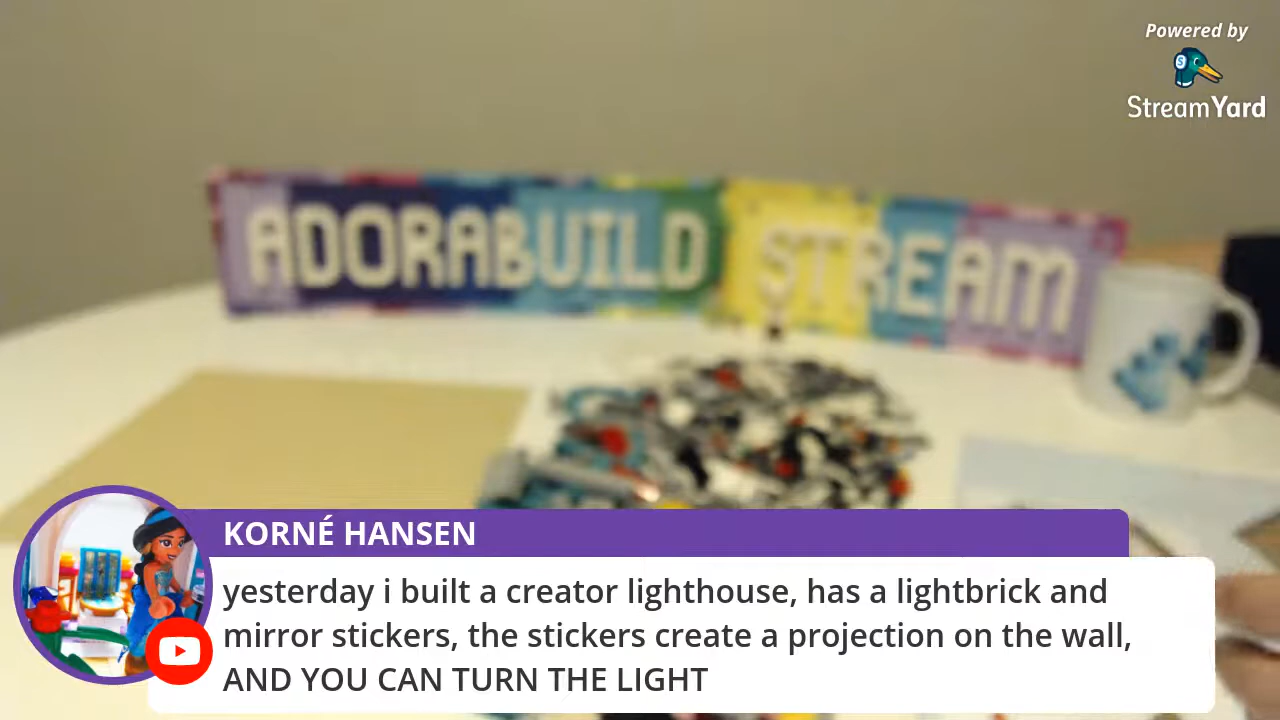 Powered by
StreamYard
ADORABUILD STREAM
KORNÉ HANSEN
yesterday i built a creator lighthouse, has a lightbrick and
mirror stickers, the stickers create a projection on the wall,
AND YOU CAN TURN THE LIGHT